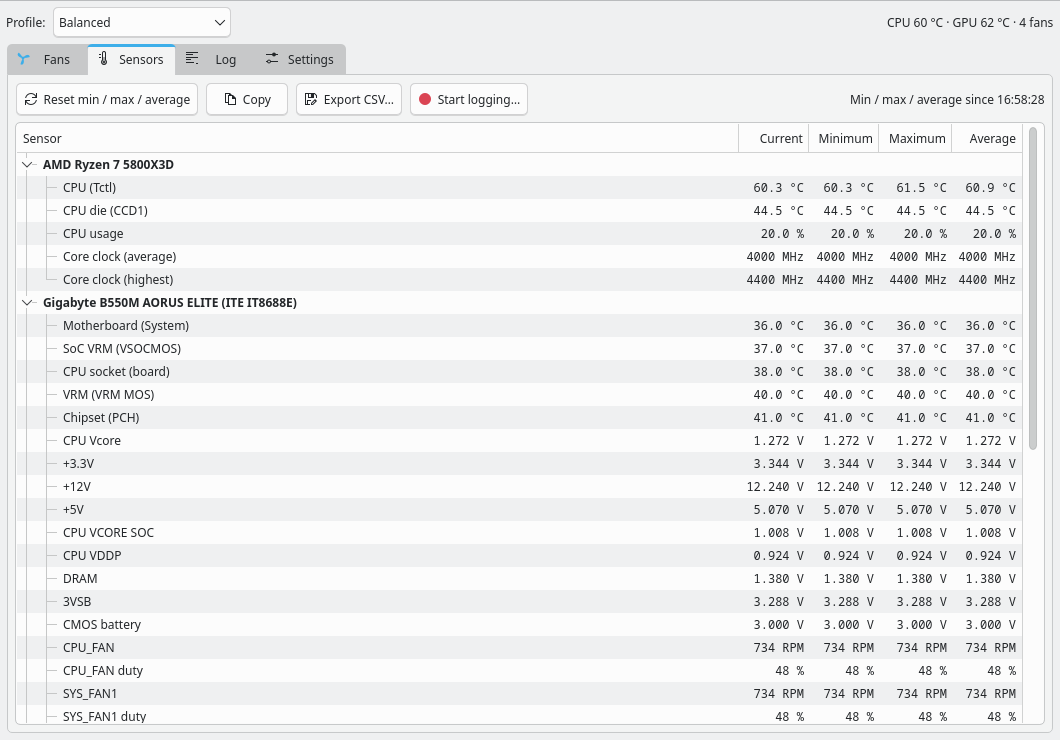 Profile: Balanced CPU 60 °C · GPU 62 °C · 4 fans
Fans Sensors Log Settings
Reset min / max / average Copy Export CSV... Start logging... Min / max / average since 16:58:28
Sensor Current Minimum Maximum Average
AMD Ryzen 7 5800X3D
CPU (Tctl) 60.3 °C 60.3 °C 61.5 °C 60.9 °C
CPU die (CCD1) 44.5 °C 44.5 °C 44.5 °C 44.5 °C
CPU usage 20.0 % 20.0 % 20.0 % 20.0 %
Core clock (average) 4000 MHz 4000 MHz 4000 MHz 4000 MHz
Core clock (highest) 4400 MHz 4400 MHz 4400 MHz 4400 MHz
Gigabyte B550M AORUS ELITE (ITE IT8688E)
Motherboard (System) 36.0 °C 36.0 °C 36.0 °C 36.0 °C
SoC VRM (VSOCMOS) 37.0 °C 37.0 °C 37.0 °C 37.0 °C
CPU socket (board) 38.0 °C 38.0 °C 38.0 °C 38.0 °C
VRM (VRM MOS) 40.0 °C 40.0 °C 40.0 °C 40.0 °C
Chipset (PCH) 41.0 °C 41.0 °C 41.0 °C 41.0 °C
CPU Vcore 1.272 V 1.272 V 1.272 V 1.272 V
+3.3V 3.344 V 3.344 V 3.344 V 3.344 V
+12V 12.240 V 12.240 V 12.240 V 12.240 V
+5V 5.070 V 5.070 V 5.070 V 5.070 V
CPU VCORE SOC 1.008 V 1.008 V 1.008 V 1.008 V
CPU VDDP 0.924 V 0.924 V 0.924 V 0.924 V
DRAM 1.380 V 1.380 V 1.380 V 1.380 V
3VSB 3.288 V 3.288 V 3.288 V 3.288 V
CMOS battery 3.000 V 3.000 V 3.000 V 3.000 V
CPU_FAN 734 RPM 734 RPM 734 RPM 734 RPM
CPU_FAN duty 48 % 48 % 48 % 48 %
SYS_FAN1 734 RPM 734 RPM 734 RPM 734 RPM
SYS_FAN1 duty 48 % 48 % 48 % 48 %